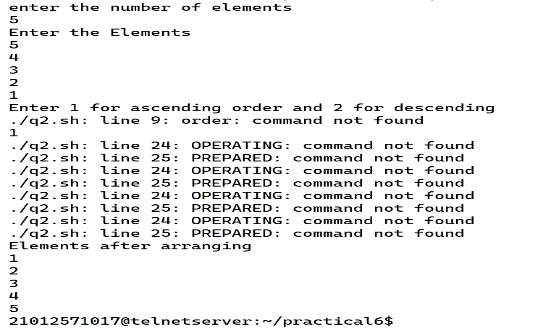 enter the number of elements
5
Enter the Elements
5
4
3
2
1
Enter 1 for ascending order and 2 for descending
./q2.sh: line 9: order: command not found
1
./q2.sh: line 24: OPERATING: command not found
./q2.sh: line 25: PREPARED: command not found
./q2.sh: line 24: OPERATING: command not found
./q2.sh: line 25: PREPARED: command not found
./q2.sh: line 24: OPERATING: command not found
./q2.sh: line 25: PREPARED: command not found
./q2.sh: line 24: OPERATING: command not found
./q2.sh: line 25: PREPARED: command not found
Elements after arranging
1
2
3
4
5
21012571017@telnetserver:~/practical6$